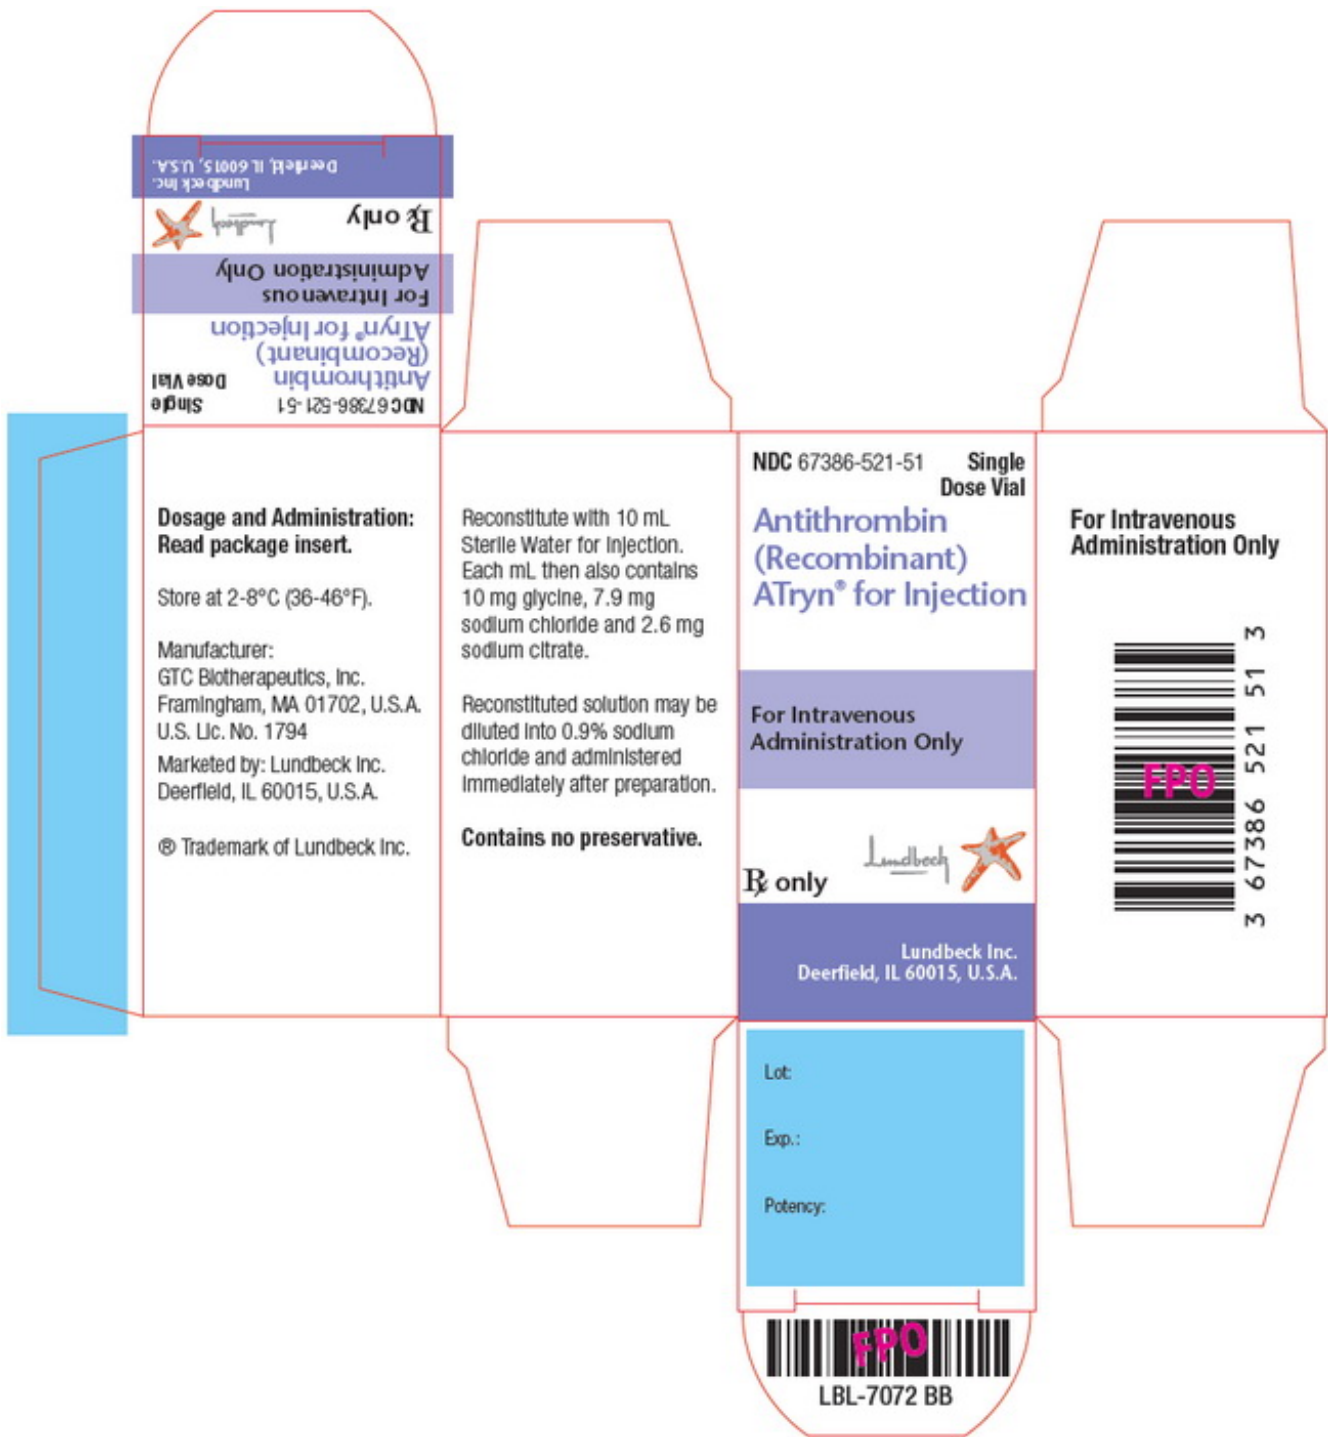 Lundbeck Inc.
Deerfield, IL 60015, U.S.A.
℞ only
Lundbeck
For Intravenous
Administration Only
Antithrombin
(Recombinant)
ATryn® for Injection
NDC 67386-521-51
Single
Dose Vial
Dosage and Administration:
Read package insert.
Store at 2-8°C (36-46°F).
Manufacturer:
GTC Biotherapeutics, Inc.
Framingham, MA 01702, U.S.A.
U.S. Lic. No. 1794
Marketed by: Lundbeck Inc.
Deerfield, IL 60015, U.S.A.
® Trademark of Lundbeck Inc.
Reconstitute with 10 mL
Sterile Water for Injection.
Each mL then also contains
10 mg glycine, 7.9 mg
sodium chloride and 2.6 mg
sodium citrate.
Reconstituted solution may be
diluted into 0.9% sodium
chloride and administered
immediately after preparation.
Contains no preservative.
NDC 67386-521-51 Single
Dose Vial
Antithrombin
(Recombinant)
ATryn® for Injection
For Intravenous
Administration Only
℞ only
Lundbeck
Lundbeck Inc.
Deerfield, IL 60015, U.S.A.
For Intravenous
Administration Only
FPO
3 67386 521 51 3
Lot:
Exp.:
Potency:
FPO
LBL-7072 BB